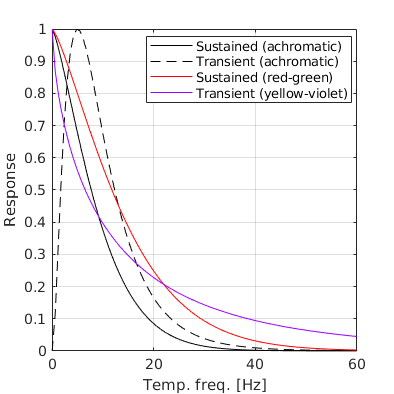 Sustained (achromatic)
Transient (achromatic)
Sustained (red-green)
Transient (yellow-violet)
1
0.9
0.8
0.7
0.6
0.5
0.4
0.3
0.2
0.1
0
Response
0 20 40 60
Temp. freq. [Hz]